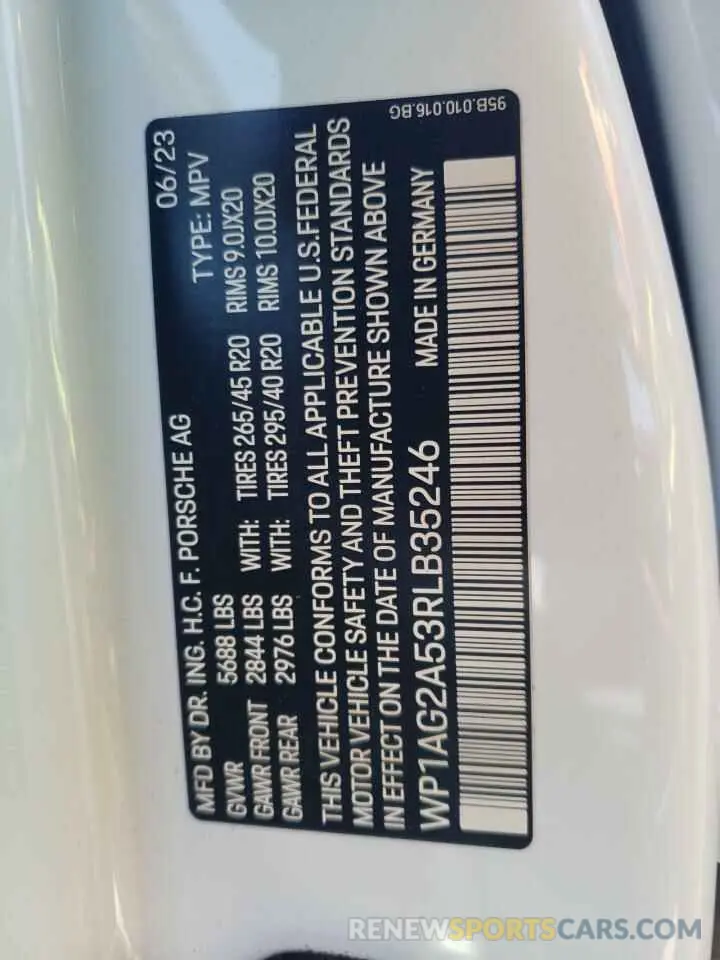 MFD BY DR. ING. H.C. F. PORSCHE AG 06/23
GVWR 5688 LBS TYPE: MPV
GAWR FRONT 2844 LBS WITH: TIRES 265/45 R20 RIMS 9.0JX20
GAWR REAR 2976 LBS WITH: TIRES 295/40 R20 RIMS 10.0JX20
THIS VEHICLE CONFORMS TO ALL APPLICABLE U.S.FEDERAL
MOTOR VEHICLE SAFETY AND THEFT PREVENTION STANDARDS
IN EFFECT ON THE DATE OF MANUFACTURE SHOWN ABOVE
WP1AG2A53RLB35246 MADE IN GERMANY
95B.010.016.BG
RENEWSPORTSCARS.COM